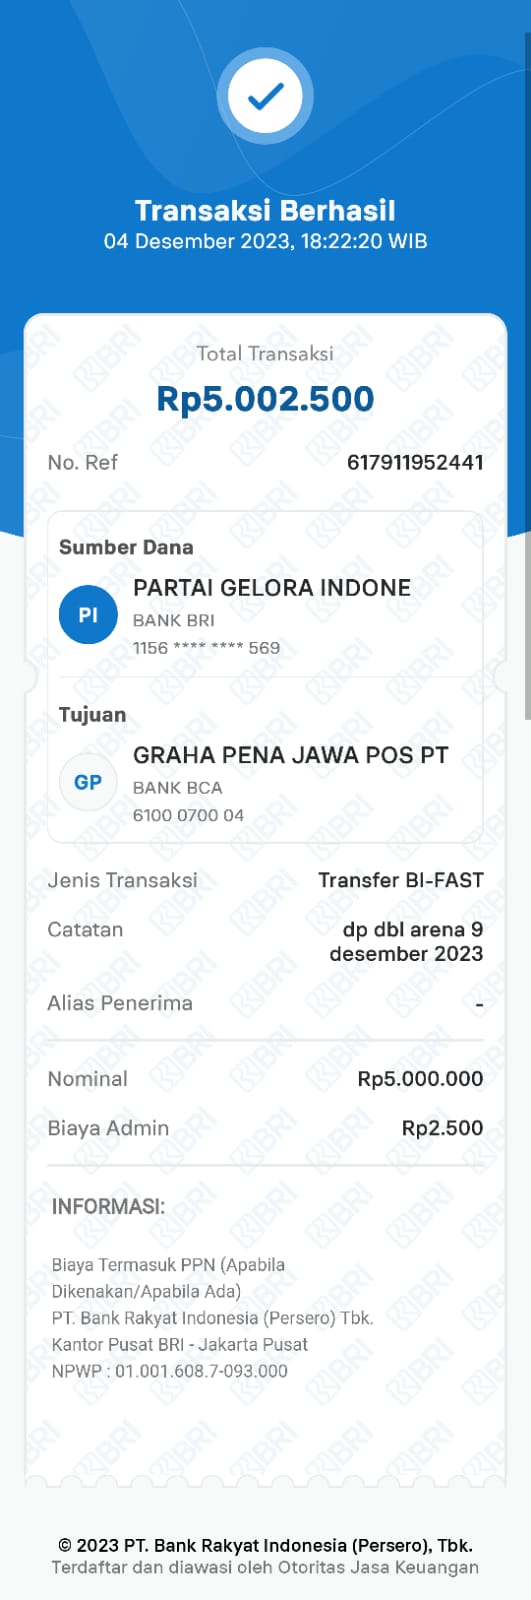 Transaksi Berhasil
04 Desember 2023, 18:22:20 WIB
Total Transaksi
Rp5.002.500
No. Ref 617911952441
Sumber Dana
PI
PARTAI GELORA INDONE
BANK BRI
1156 **** **** 569
Tujuan
GP
GRAHA PENA JAWA POS PT
BANK BCA
6100 0700 04
Jenis Transaksi Transfer BI-FAST
Catatan dp dbl arena 9
desember 2023
Alias Penerima -
Nominal Rp5.000.000
Biaya Admin Rp2.500
INFORMASI:
Biaya Termasuk PPN (Apabila
Dikenakan/Apabila Ada)
PT. Bank Rakyat Indonesia (Persero) Tbk.
Kantor Pusat BRI - Jakarta Pusat
NPWP : 01.001.608.7-093.000
© 2023 PT. Bank Rakyat Indonesia (Persero), Tbk.
Terdaftar dan diawasi oleh Otoritas Jasa Keuangan